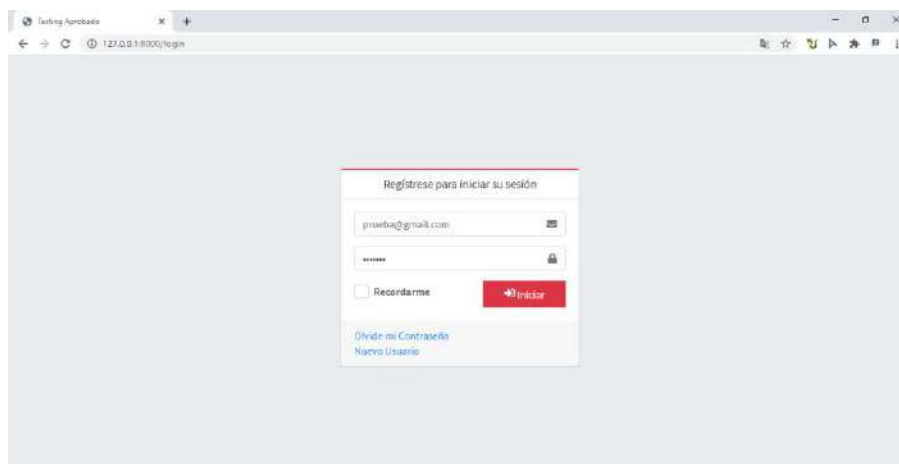 Testing Aprobado
127.0.0.1:8000/login
Regístrese para iniciar su sesión
prueba@gmail.com
•••••••
Recordarme
Iniciar
Olvide mi Contraseña
Nuevo Usuario